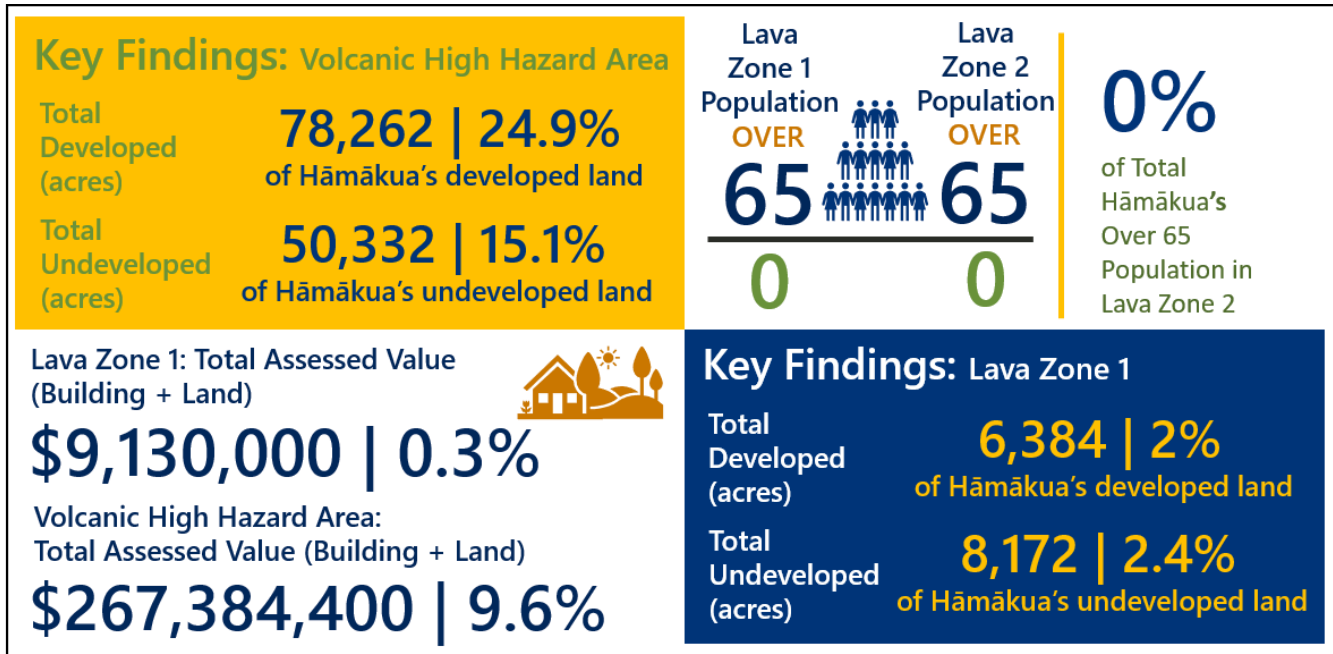 Key Findings: Volcanic High Hazard Area
Total
Developed
(acres)
78,262 | 24.9%
of Hāmākua's developed land
Total
Undeveloped
(acres)
50,332 | 15.1%
of Hāmākua's undeveloped land
Lava
Zone 1
Population
OVER
65
0
Lava
Zone 2
Population
OVER
65
0
0%
of Total
Hāmākua's
Over 65
Population in
Lava Zone 2
Lava Zone 1: Total Assessed Value
(Building + Land)
$9,130,000 | 0.3%
Volcanic High Hazard Area:
Total Assessed Value (Building + Land)
$267,384,400 | 9.6%
Key Findings: Lava Zone 1
Total
Developed
(acres)
6,384 | 2%
of Hāmākua's developed land
Total
Undeveloped
(acres)
8,172 | 2.4%
of Hāmākua's undeveloped land